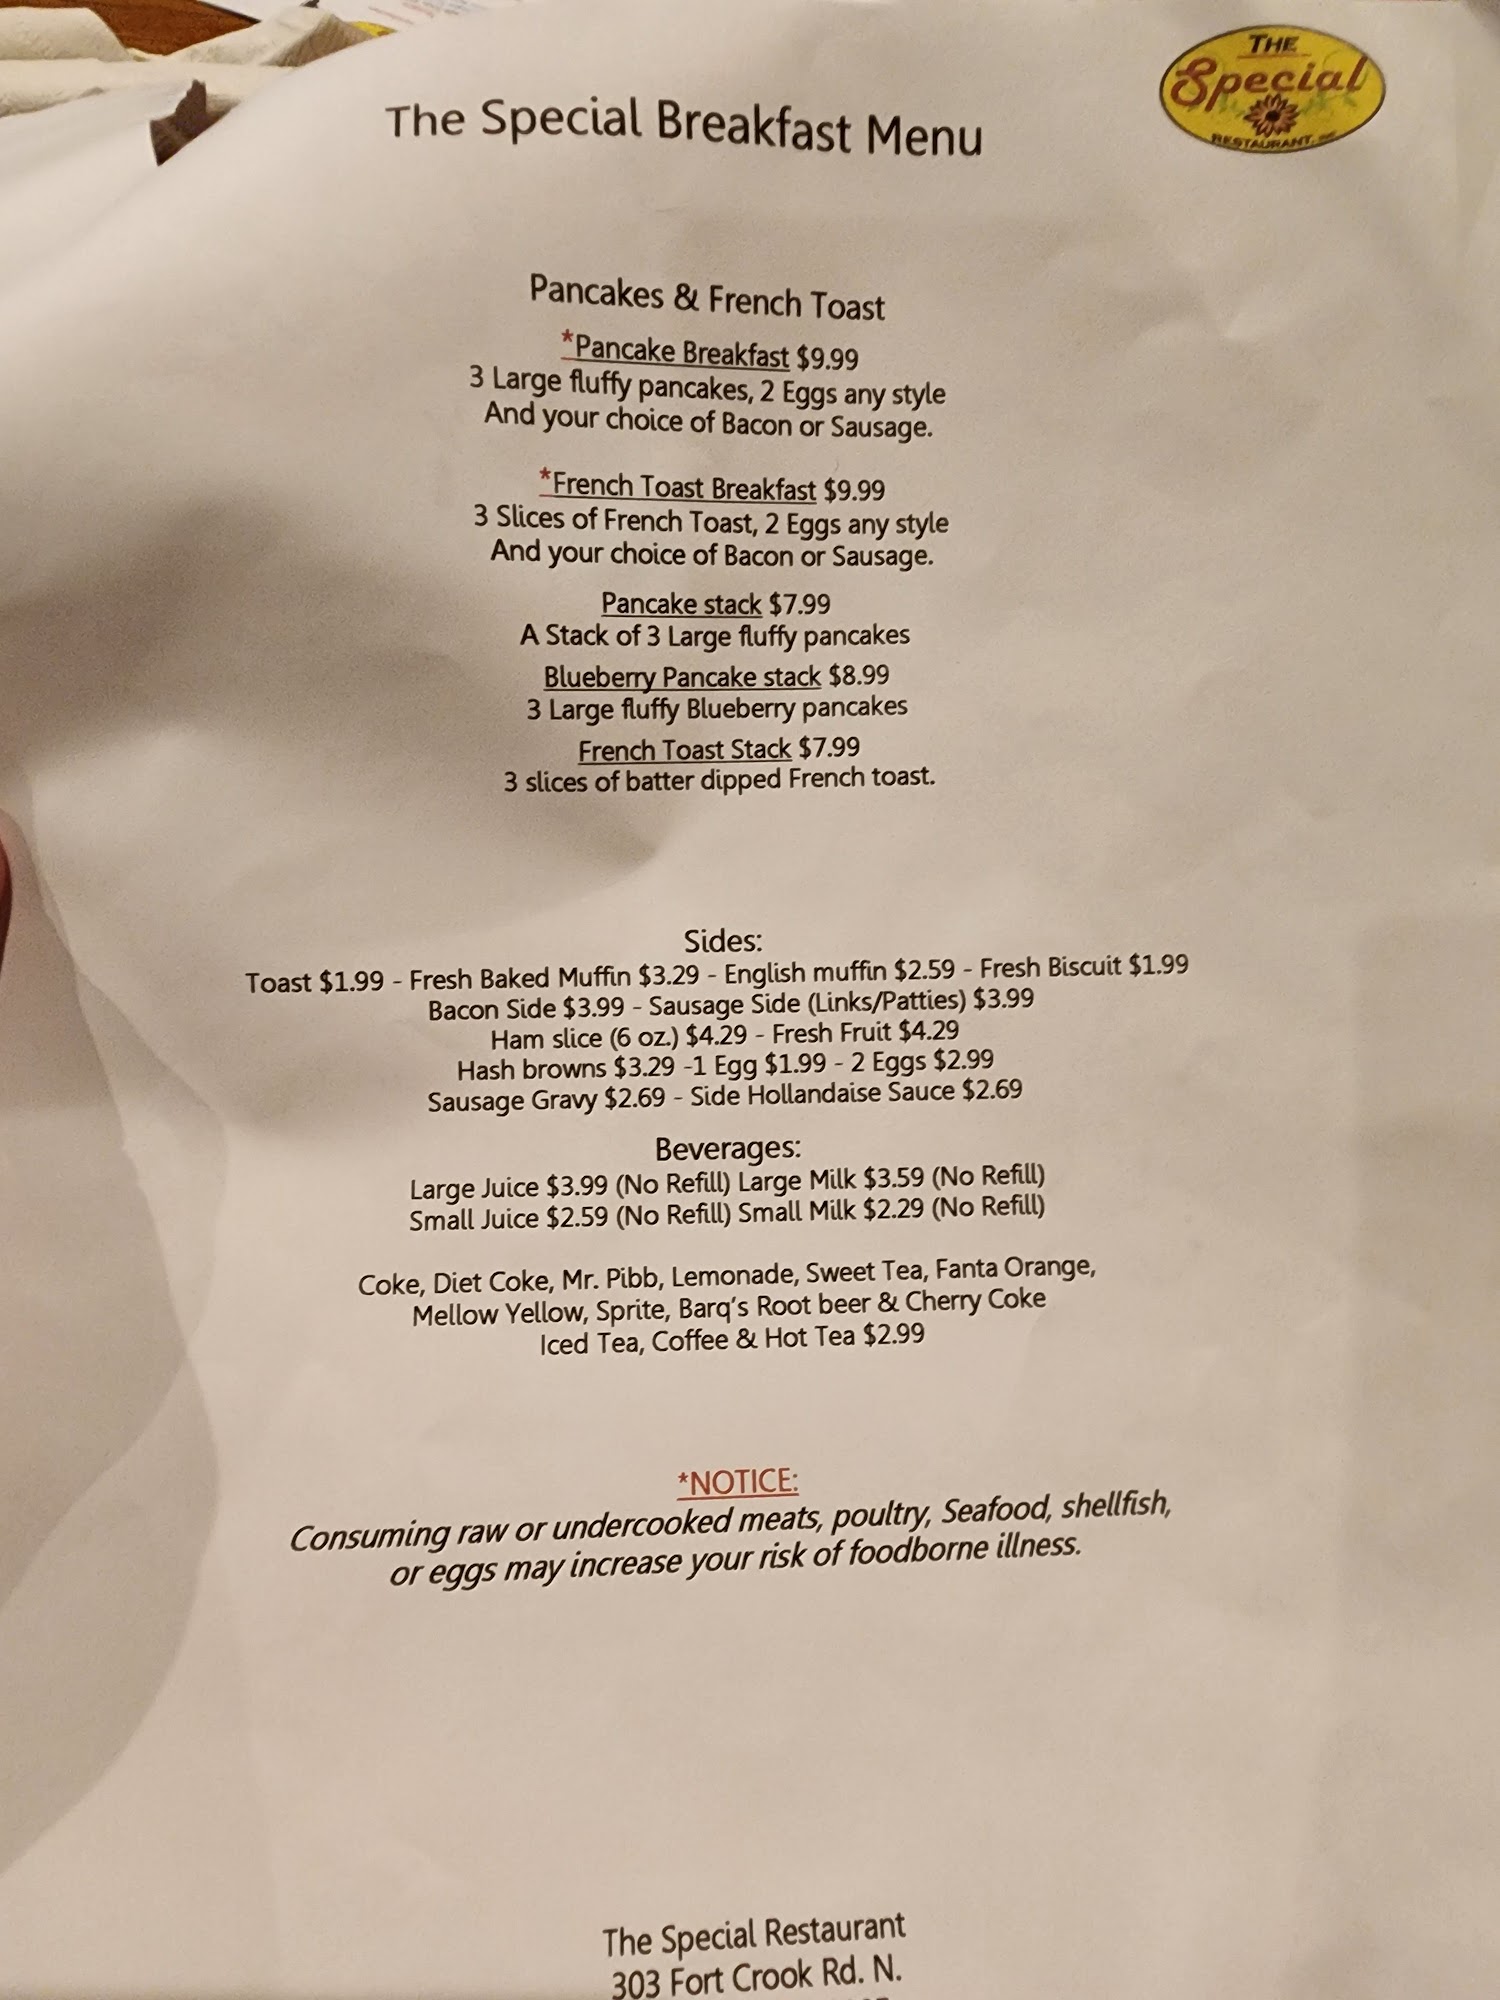 THE
Special
RESTAURANT
The Special Breakfast Menu
Pancakes & French Toast
*Pancake Breakfast $9.99
3 Large fluffy pancakes, 2 Eggs any style
And your choice of Bacon or Sausage.
*French Toast Breakfast $9.99
3 Slices of French Toast, 2 Eggs any style
And your choice of Bacon or Sausage.
Pancake stack $7.99
A Stack of 3 Large fluffy pancakes
Blueberry Pancake stack $8.99
3 Large fluffy Blueberry pancakes
French Toast Stack $7.99
3 slices of batter dipped French toast.
Sides:
Toast $1.99 - Fresh Baked Muffin $3.29 - English muffin $2.59 - Fresh Biscuit $1.99
Bacon Side $3.99 - Sausage Side (Links/Patties) $3.99
Ham slice (6 oz.) $4.29 - Fresh Fruit $4.29
Hash browns $3.29 -1 Egg $1.99 - 2 Eggs $2.99
Sausage Gravy $2.69 - Side Hollandaise Sauce $2.69
Beverages:
Large Juice $3.99 (No Refill) Large Milk $3.59 (No Refill)
Small Juice $2.59 (No Refill) Small Milk $2.29 (No Refill)
Coke, Diet Coke, Mr. Pibb, Lemonade, Sweet Tea, Fanta Orange,
Mellow Yellow, Sprite, Barq's Root beer & Cherry Coke
Iced Tea, Coffee & Hot Tea $2.99
*NOTICE:
Consuming raw or undercooked meats, poultry, Seafood, shellfish,
or eggs may increase your risk of foodborne illness.
The Special Restaurant
303 Fort Crook Rd. N.